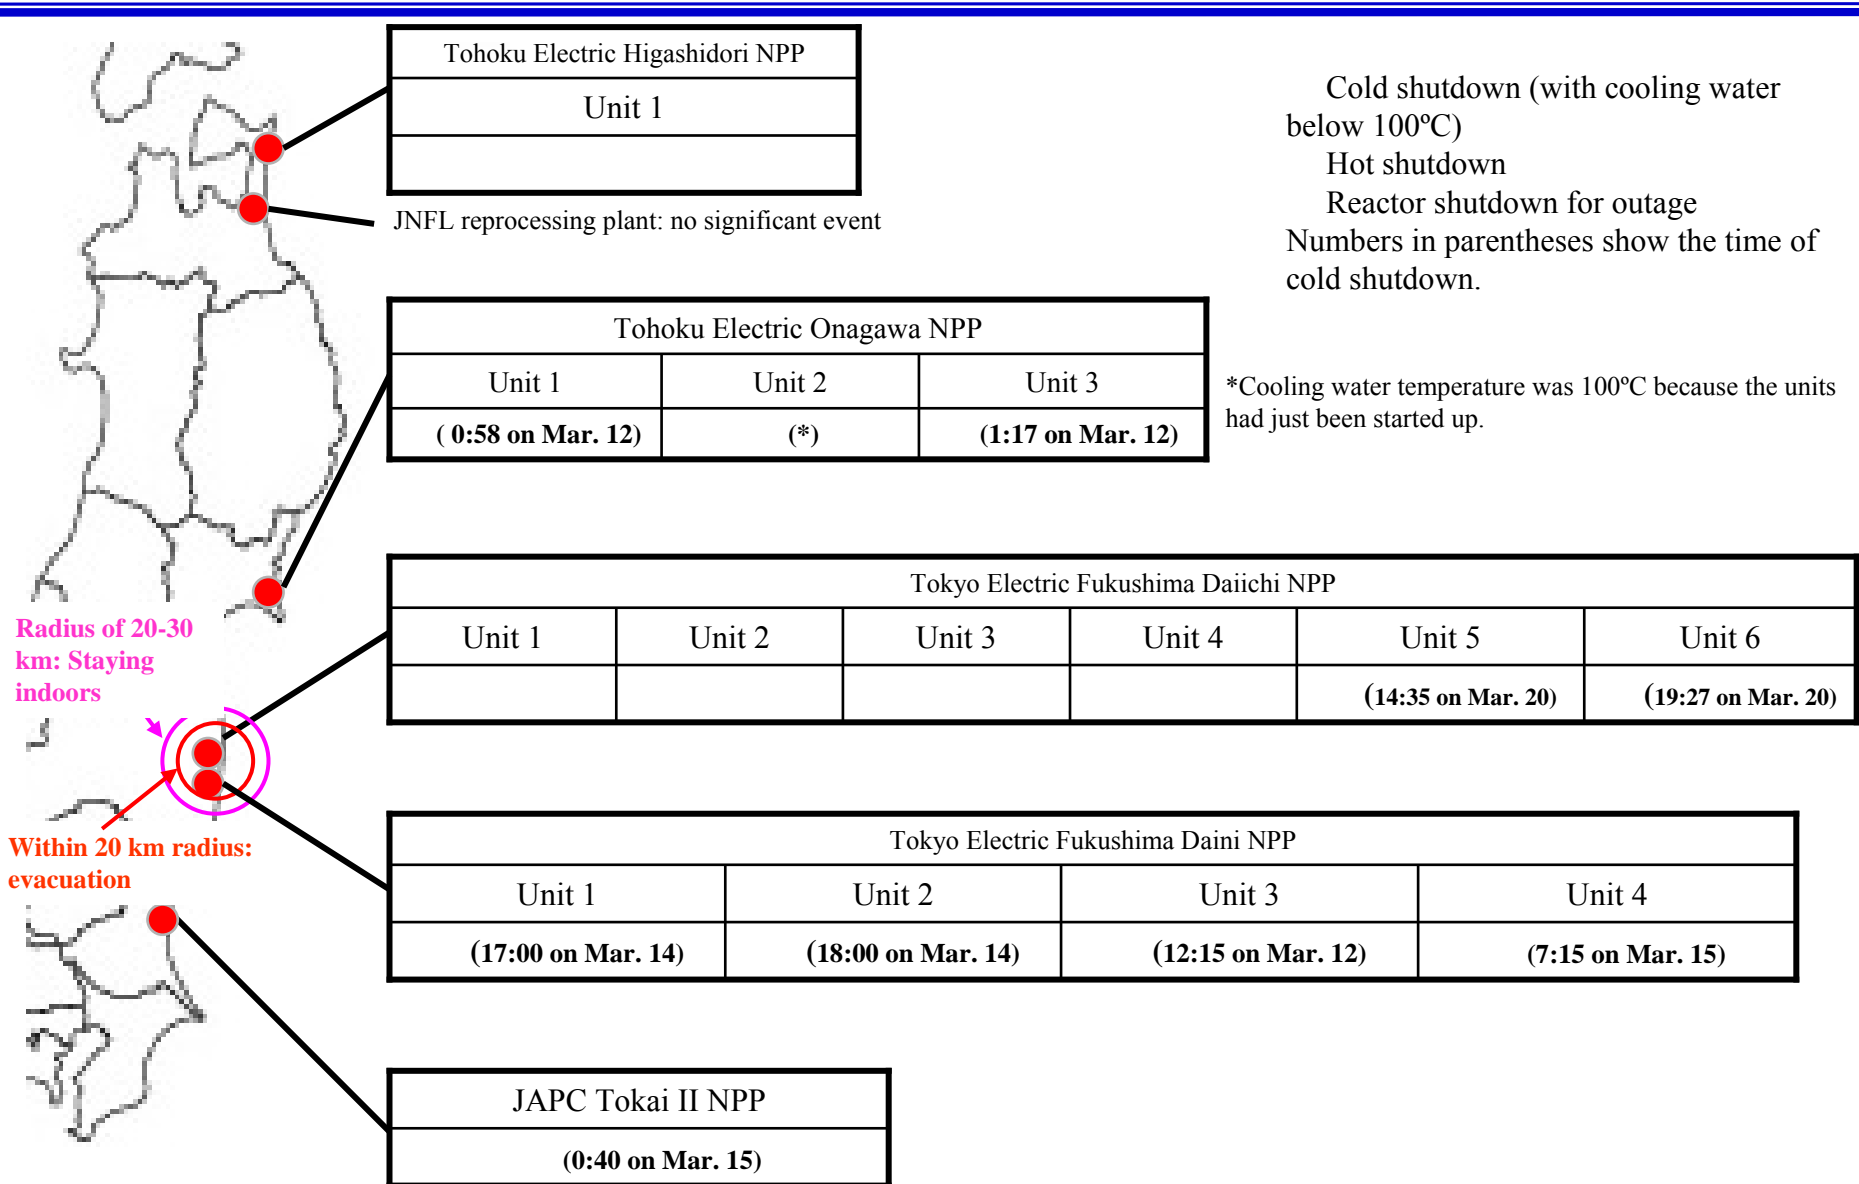 Tohoku Electric Higashidori NPP
Unit 1
JNFL reprocessing plant: no significant event
Cold shutdown (with cooling water
below 100ºC)
Hot shutdown
Reactor shutdown for outage
Numbers in parentheses show the time of
cold shutdown.
Tohoku Electric Onagawa NPP
Unit 1 Unit 2 Unit 3
( 0:58 on Mar. 12) (*) (1:17 on Mar. 12)
*Cooling water temperature was 100ºC because the units
had just been started up.
Radius of 20-30
km: Staying
indoors
Tokyo Electric Fukushima Daiichi NPP
Unit 1 Unit 2 Unit 3 Unit 4 Unit 5 Unit 6
(14:35 on Mar. 20) (19:27 on Mar. 20)
Within 20 km radius:
evacuation
Tokyo Electric Fukushima Daini NPP
Unit 1 Unit 2 Unit 3 Unit 4
(17:00 on Mar. 14) (18:00 on Mar. 14) (12:15 on Mar. 12) (7:15 on Mar. 15)
JAPC Tokai II NPP
(0:40 on Mar. 15)